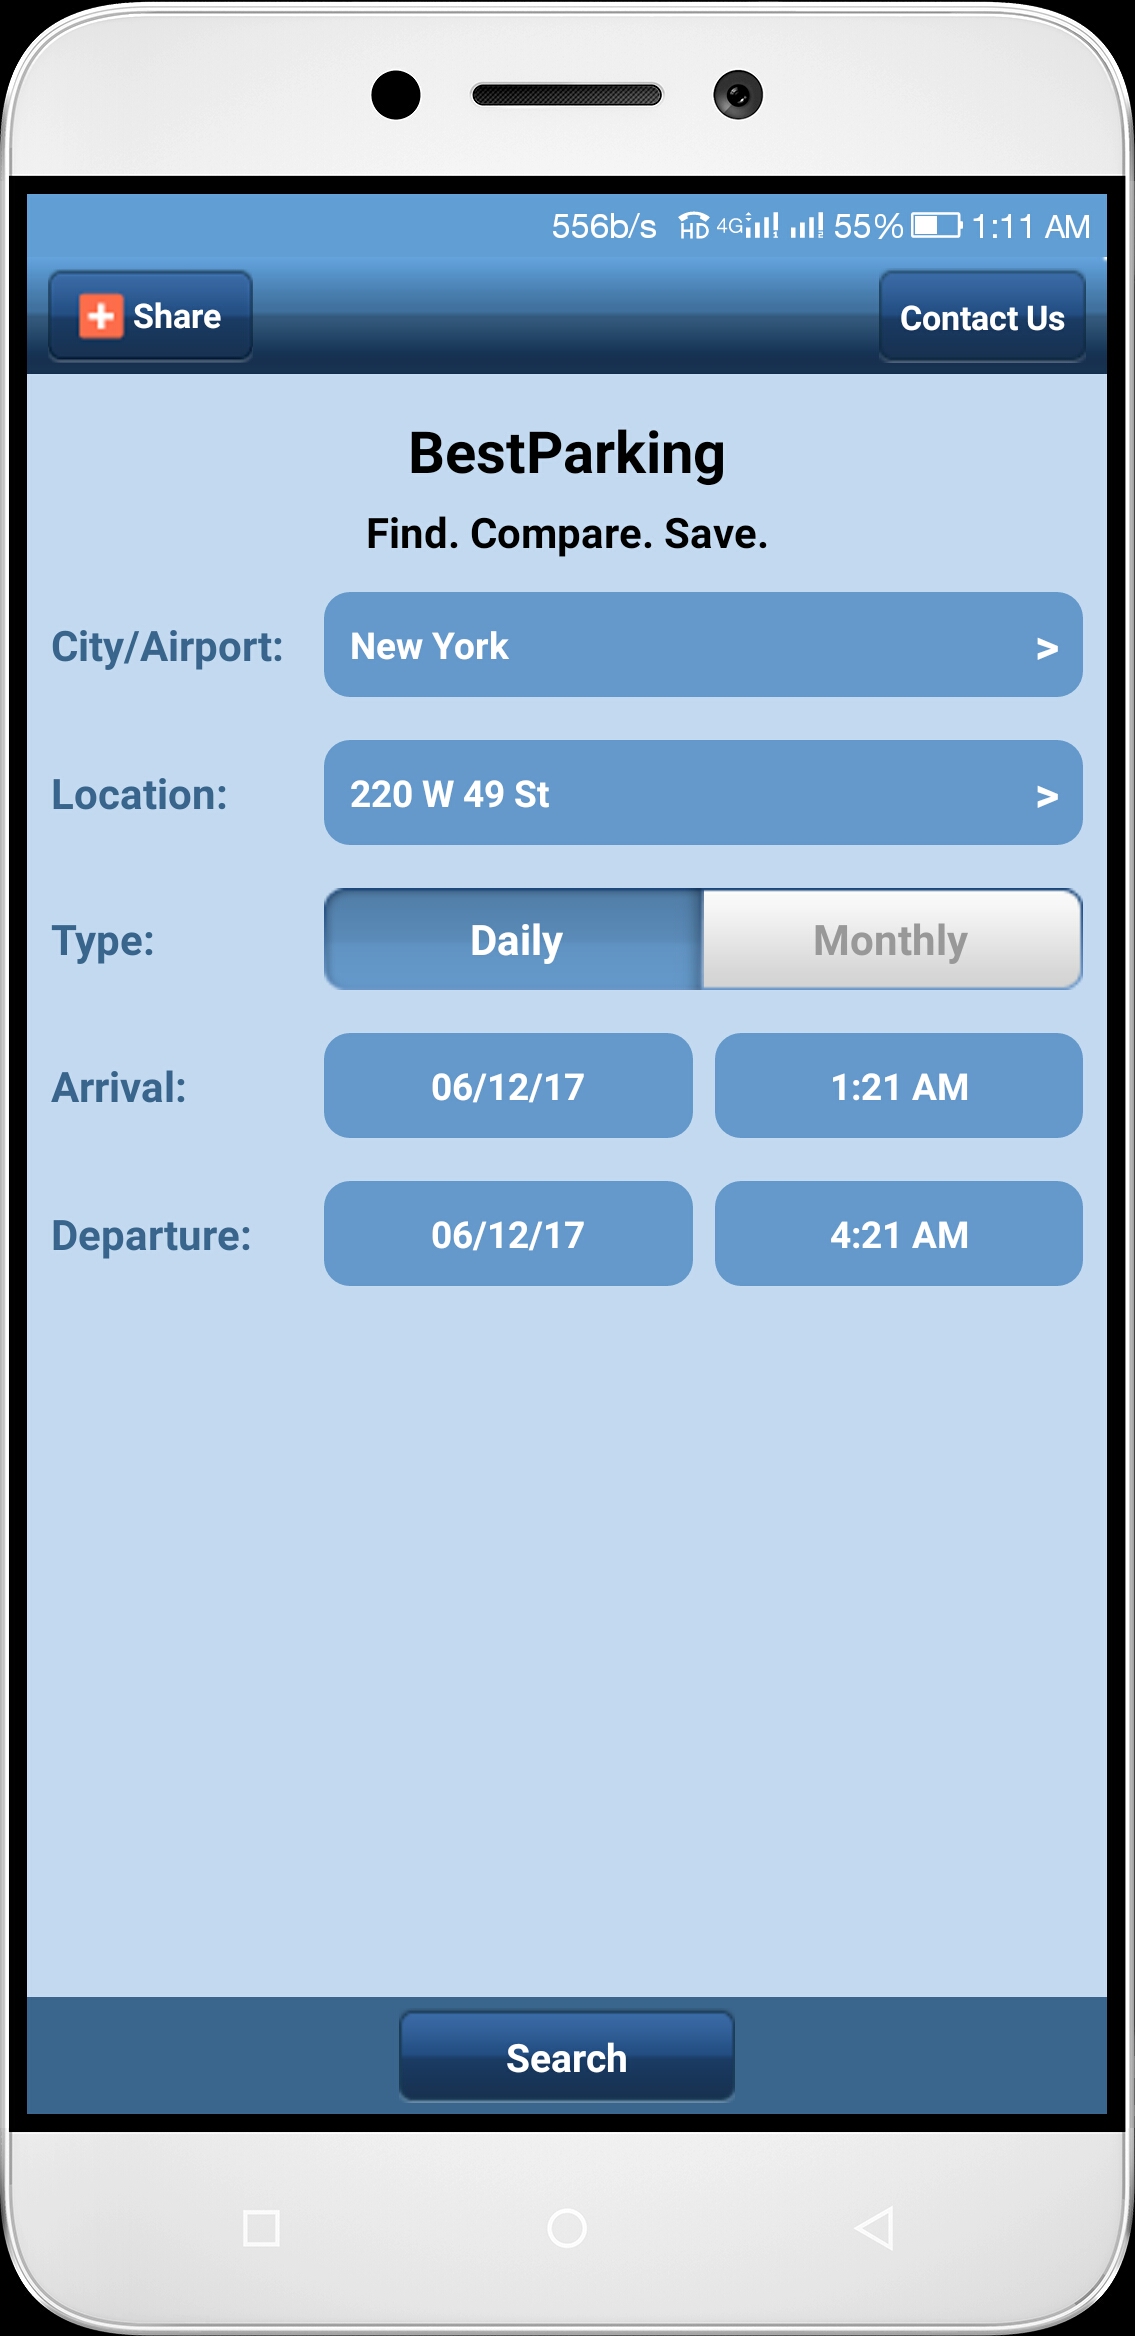 556b/s HD 4G 55% 1:11 AM
Share Contact Us
BestParking
Find. Compare. Save.
City/Airport: New York >
Location: 220 W 49 St >
Type: Daily Monthly
Arrival: 06/12/17 1:21 AM
Departure: 06/12/17 4:21 AM
Search